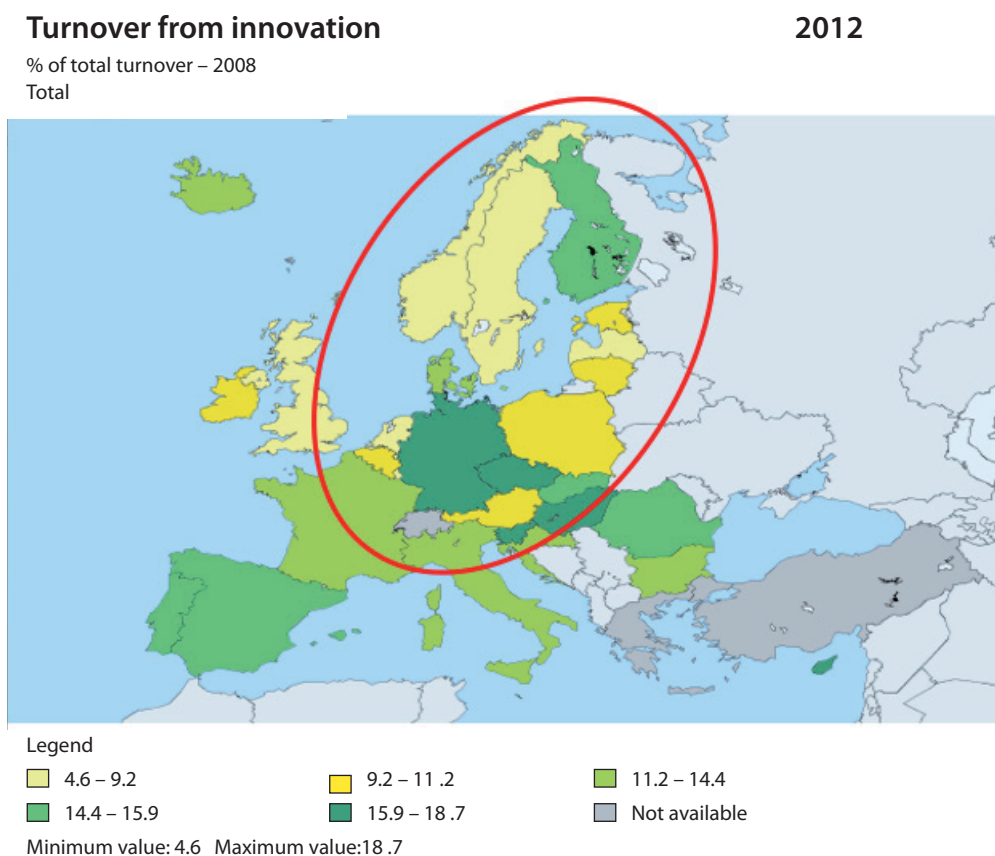 Turnover from innovation 2012
% of total turnover – 2008
Total
Legend
4.6 – 9.2 9.2 – 11 .2 11.2 – 14.4
14.4 – 15.9 15.9 – 18 .7 Not available
Minimum value: 4.6 Maximum value:18 .7